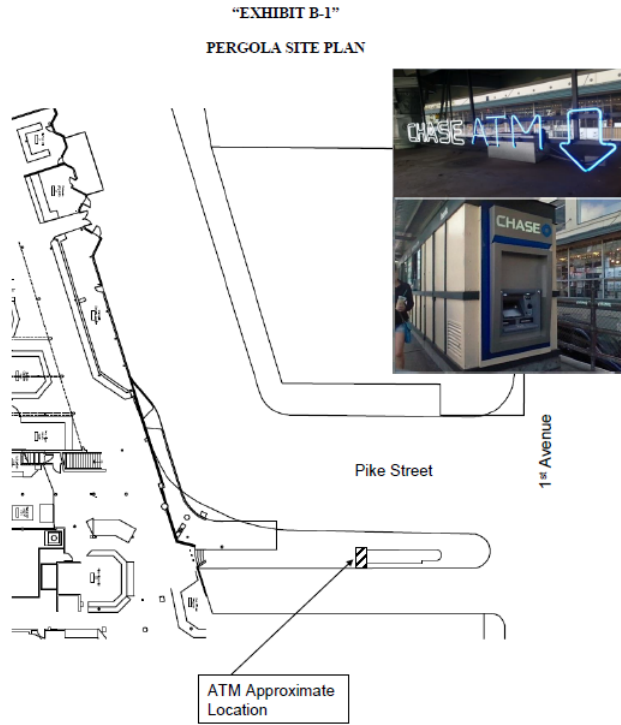 “EXHIBIT B-1”
PERGOLA SITE PLAN
CHASE ATM
CHASE
Pike Street
1st Avenue
ATM Approximate
Location